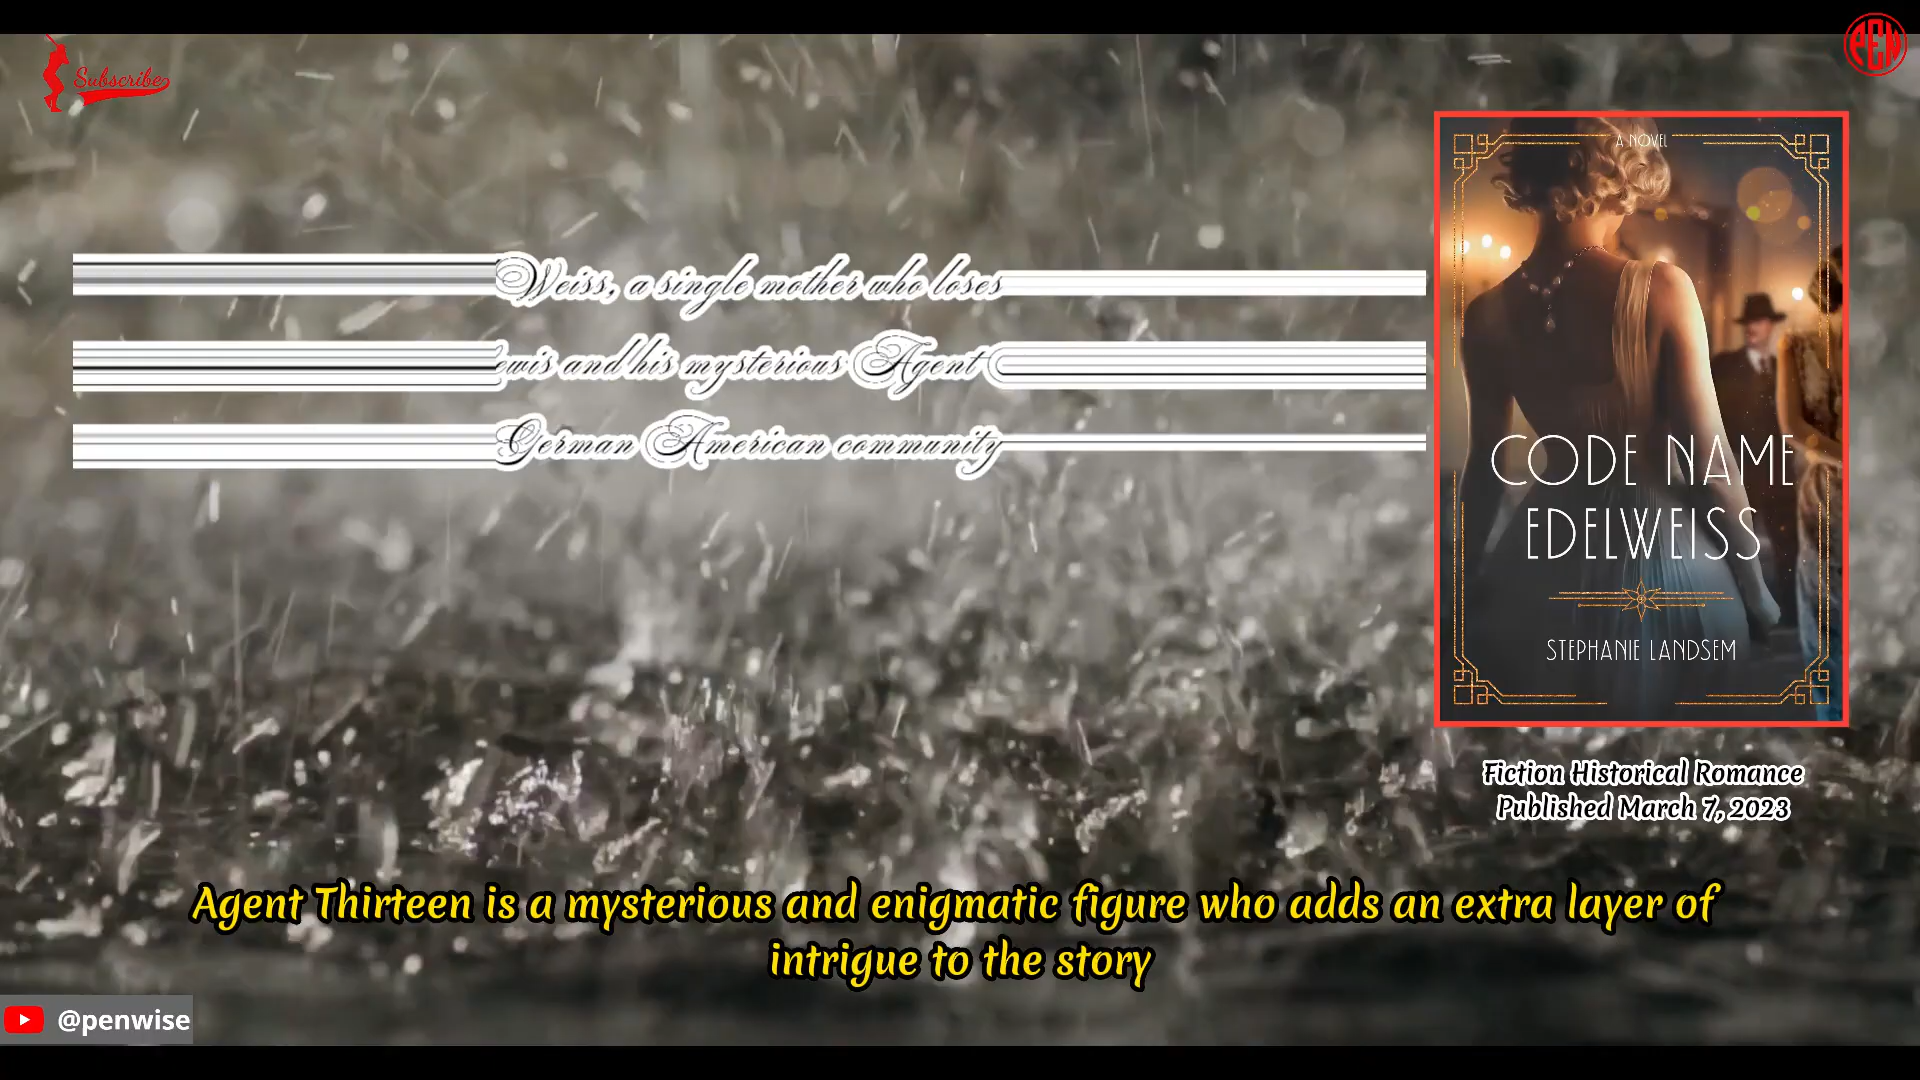 Subscribe
PEN
Weiss, a single mother who loses
ewis and his mysterious Agent
German American community
A NOVEL
CODE NAME
EDELWEISS
STEPHANIE LANDSEM
Fiction Historical Romance
Published March 7, 2023
Agent Thirteen is a mysterious and enigmatic figure who adds an extra layer of
intrigue to the story
@penwise